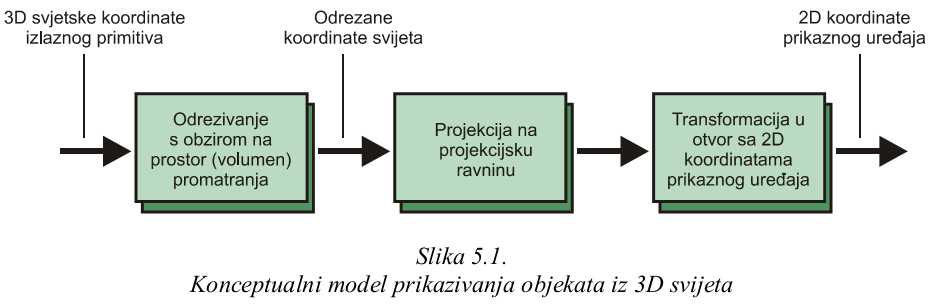 3D svjetske koordinate
izlaznog primitiva
Odrezane
koordinate svijeta
2D koordinate
prikaznog uređaja
Odrezivanje
s obzirom na
prostor (volumen)
promatranja
Projekcija na
projekcijsku
ravninu
Transformacija u
otvor sa 2D
koordinatama
prikaznog uređaja
Slika 5.1.
Konceptualni model prikazivanja objekata iz 3D svijeta